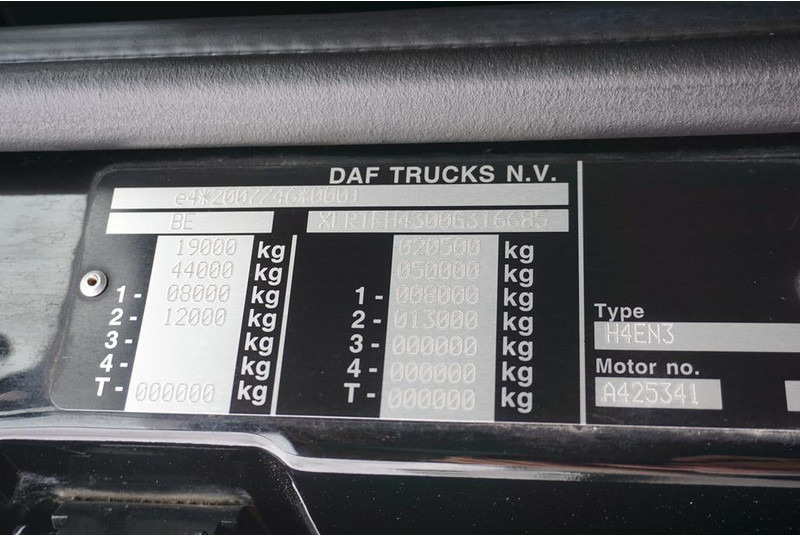 DAF TRUCKS N.V.
e4*2007/46*0001
BE XLRTEH4300G316685
19000 kg 020500 kg
44000 kg 050000 kg
1- 08000 kg 1- 008000 kg
2- 12000 kg 2- 013000 kg
3- kg 3- 000000 kg
4- kg 4- 000000 kg
T- 000000 kg T- 000000 kg
Type
H4EN3
Motor no.
A425341